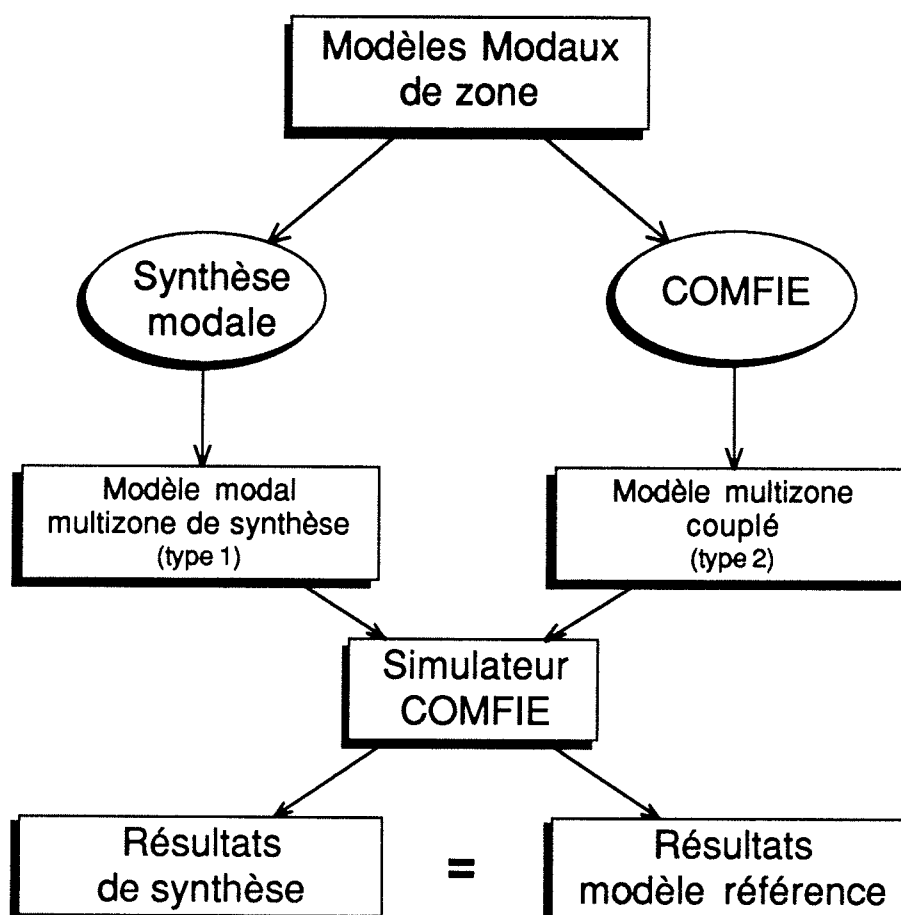 Modèles Modaux
de zone
Synthèse
modale
COMFIE
Modèle modal
multizone de synthèse
(type 1)
Modèle multizone
couplé
(type 2)
Simulateur
COMFIE
Résultats
de synthèse
=
Résultats
modèle référence